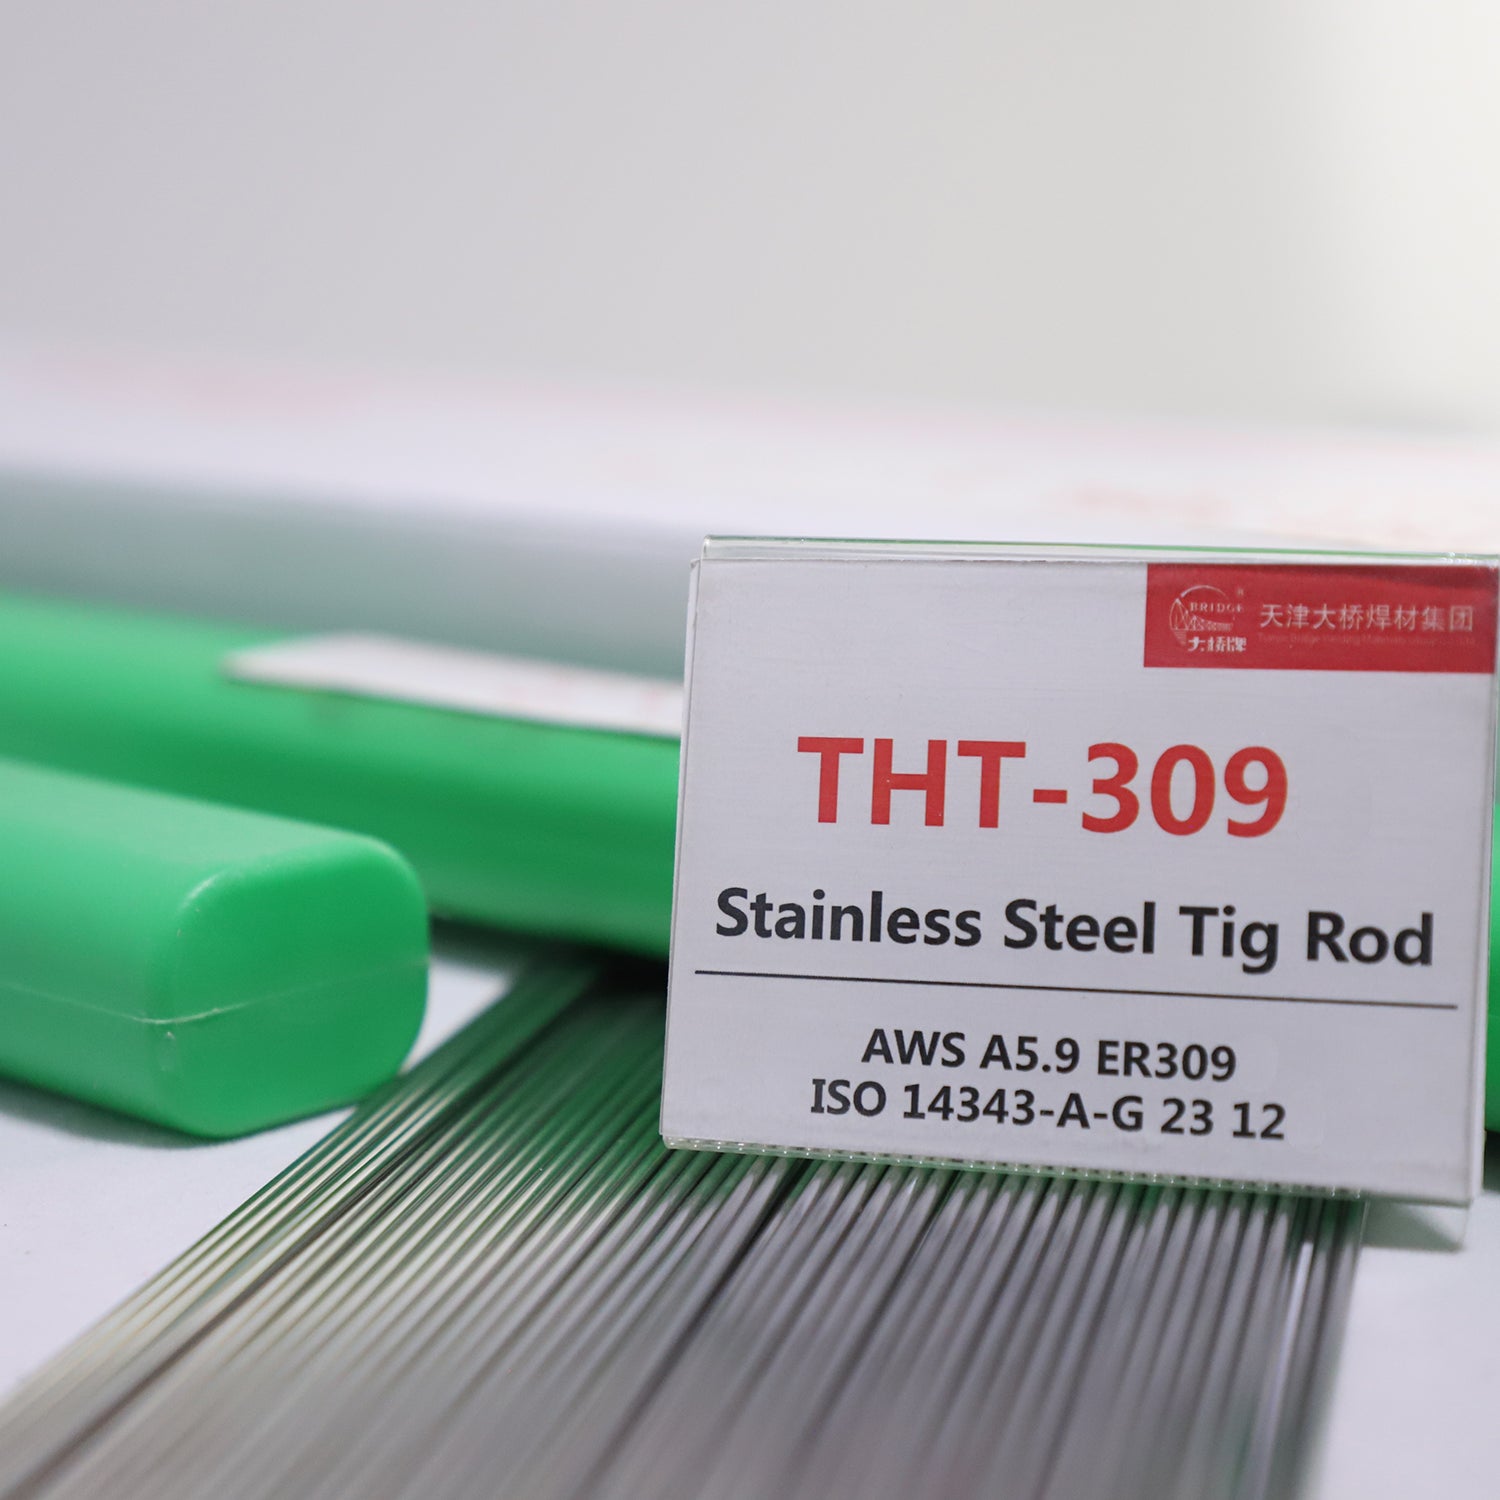 BRIDGE
大桥牌
天津大桥焊材集团
THT-309
Stainless Steel Tig Rod
AWS A5.9 ER309
ISO 14343-A-G 23 12